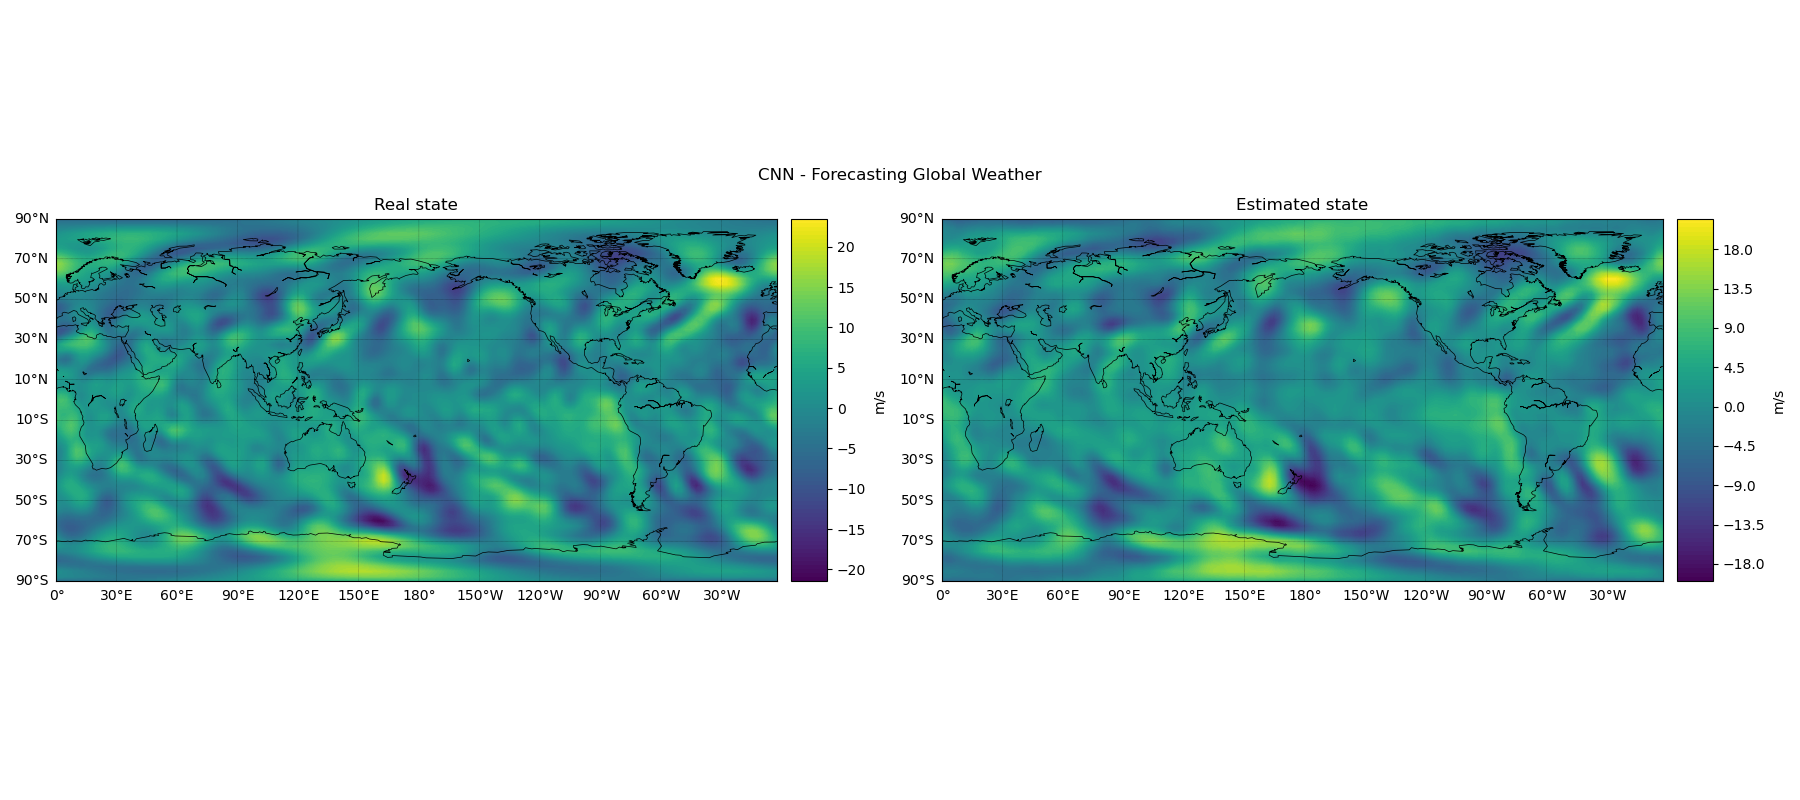 CNN - Forecasting Global Weather
Real state
90°N
70°N
50°N
30°N
10°N
10°S
30°S
50°S
70°S
90°S
0° 30°E 60°E 90°E 120°E 150°E 180° 150°W 120°W 90°W 60°W 30°W
20
15
10
5
0
−5
−10
−15
−20
m/s
Estimated state
90°N
70°N
50°N
30°N
10°N
10°S
30°S
50°S
70°S
90°S
0° 30°E 60°E 90°E 120°E 150°E 180° 150°W 120°W 90°W 60°W 30°W
18.0
13.5
9.0
4.5
0.0
−4.5
−9.0
−13.5
−18.0
m/s